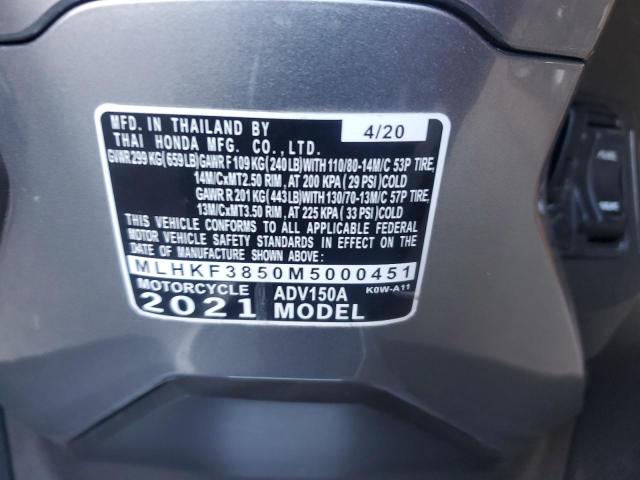 MFD. IN THAILAND BY 4/20
THAI HONDA MFG. CO., LTD.
GVWR 299 KG(659 LB)GAWR F 109 KG(240 LB)WITH 110/80-14M/C 53P TIRE,
14M/CxMT2.50 RIM, AT 200 KPA (29 PSI)COLD
GAWR R 201 KG(443 LB)WITH 130/70-13M/C 57P TIRE,
13M/CxMT3.50 RIM, AT 225 KPA (33 PSI)COLD
THIS VEHICLE CONFORMS TO ALL APPLICABLE FEDERAL
MOTOR VEHICLE SAFETY STANDARDS IN EFFECT ON THE
DATE OF MANUFACTURE SHOWN ABOVE.
MLHKF3850M5000451
MOTORCYCLE ADV150A K0W-A11
2021 MODEL